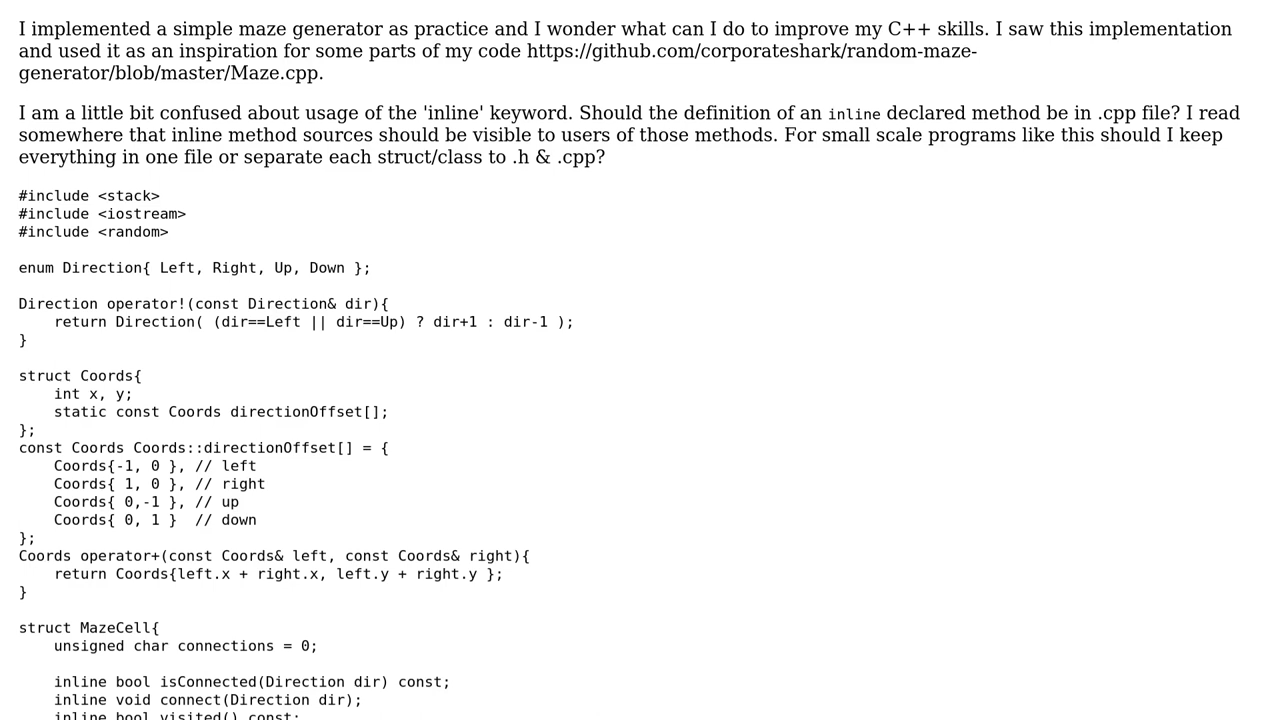 I implemented a simple maze generator as practice and I wonder what can I do to improve my C++ skills. I saw this implementation
and used it as an inspiration for some parts of my code https://github.com/corporateshark/random-maze-
generator/blob/master/Maze.cpp.
I am a little bit confused about usage of the 'inline' keyword. Should the definition of an inline declared method be in .cpp file? I read
somewhere that inline method sources should be visible to users of those methods. For small scale programs like this should I keep
everything in one file or separate each struct/class to .h & .cpp?
#include <stack>
#include <iostream>
#include <random>
enum Direction{ Left, Right, Up, Down };
Direction operator!(const Direction& dir){
    return Direction( (dir==Left || dir==Up) ? dir+1 : dir-1 );
}
struct Coords{
    int x, y;
    static const Coords directionOffset[];
};
const Coords Coords::directionOffset[] = {
    Coords{-1, 0 }, // left
    Coords{ 1, 0 }, // right
    Coords{ 0,-1 }, // up
    Coords{ 0, 1 }  // down
};
Coords operator+(const Coords& left, const Coords& right){
    return Coords{left.x + right.x, left.y + right.y };
}
struct MazeCell{
    unsigned char connections = 0;
    inline bool isConnected(Direction dir) const;
    inline void connect(Direction dir);
    inline bool visited() const;